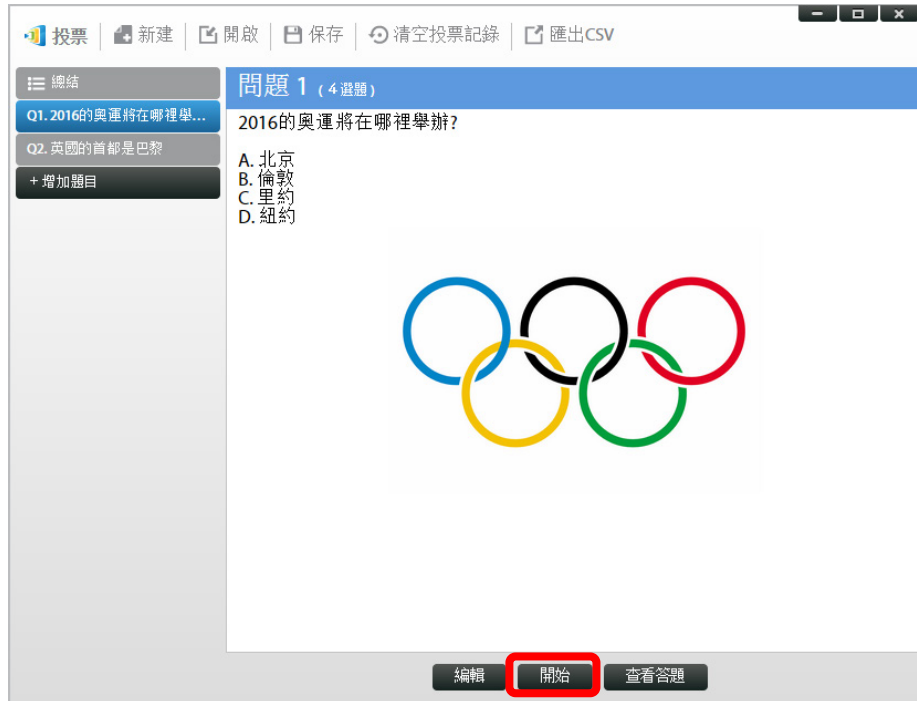 投票 新建 開啟 保存 清空投票記錄 匯出CSV
總結
Q1. 2016的奧運將在哪裡舉...
Q2. 英國的首都是巴黎
+ 增加題目
問題 1 ( 4 選題 )
2016的奧運將在哪裡舉辦?
A. 北京
B. 倫敦
C. 里約
D. 紐約
編輯 開始 查看答題